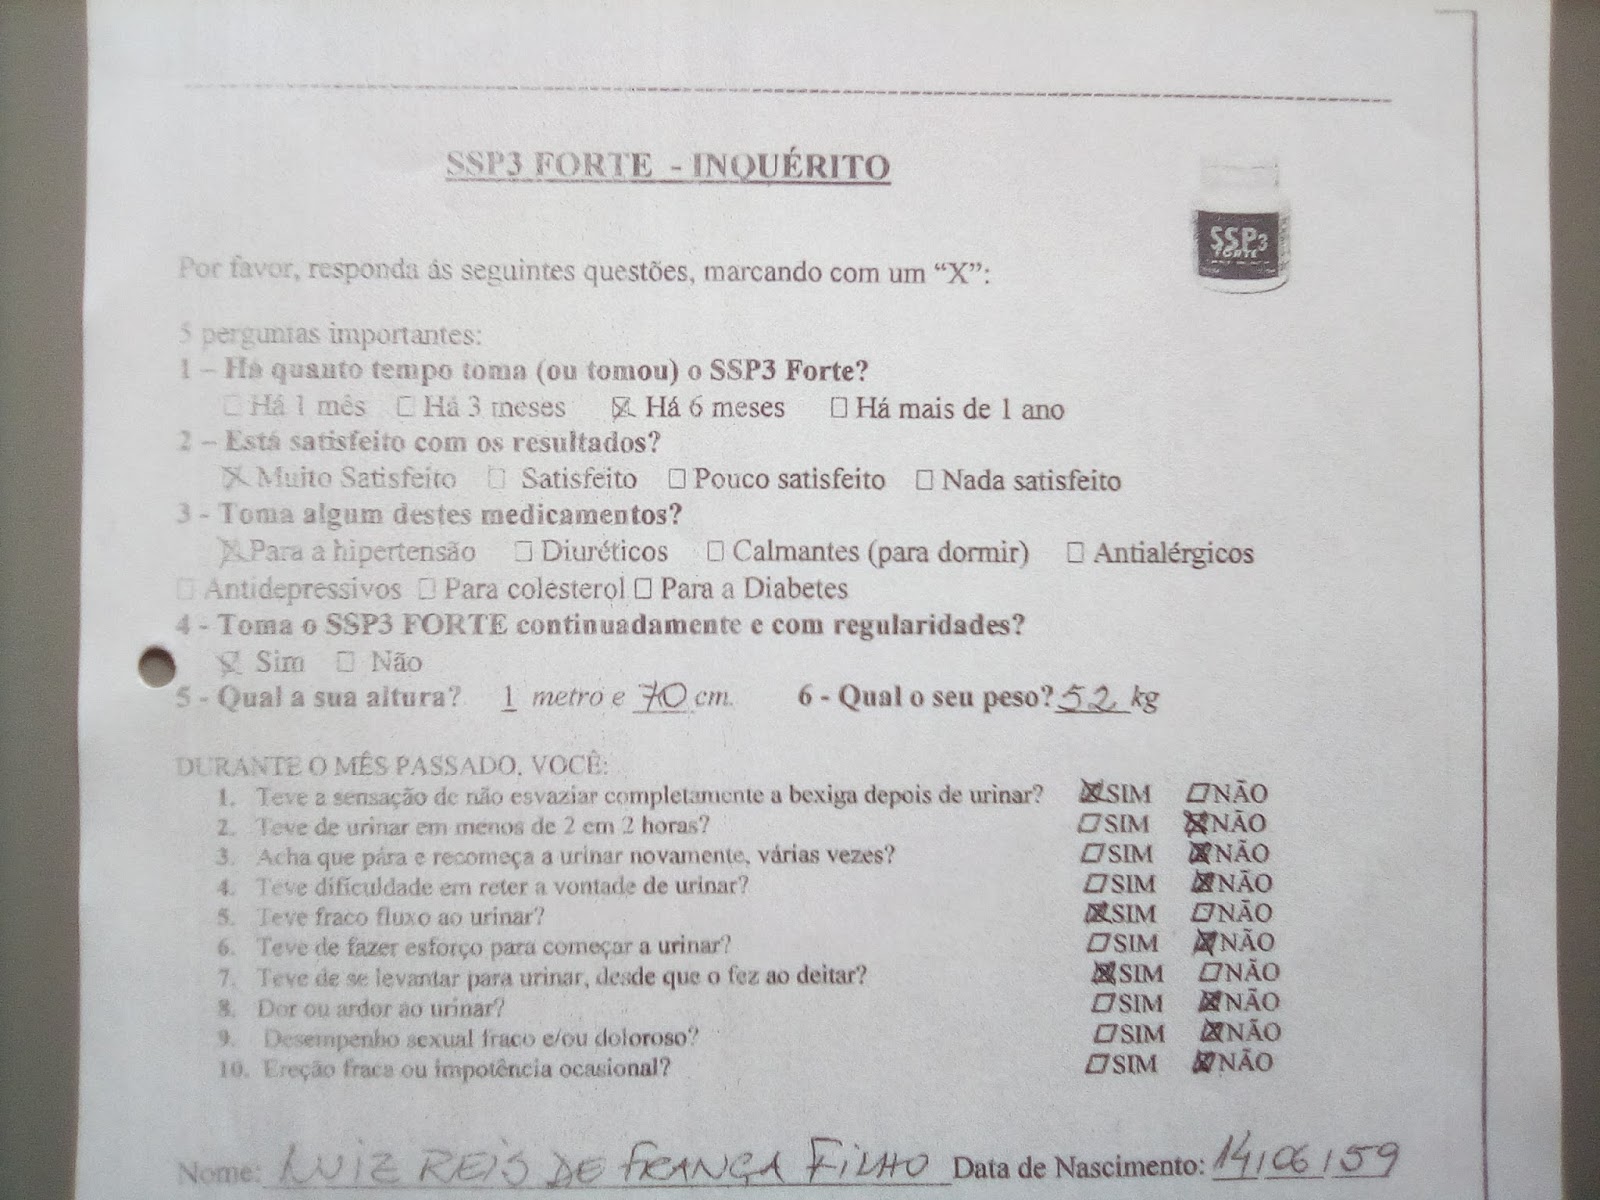 SSP3 FORTE - INQUÉRITO
SSP3
FORTE
Por favor, responda ás seguintes questões, marcando com um “X”:
5 perguntas importantes:
1 – Há quanto tempo toma (ou tomou) o SSP3 Forte?
☐ Há 1 mês ☐ Há 3 meses ☒ Há 6 meses ☐ Há mais de 1 ano
2 – Está satisfeito com os resultados?
☒ Muito Satisfeito ☐ Satisfeito ☐ Pouco satisfeito ☐ Nada satisfeito
3 - Toma algum destes medicamentos?
☒ Para a hipertensão ☐ Diuréticos ☐ Calmantes (para dormir) ☐ Antialérgicos
☐ Antidepressivos ☐ Para colesterol ☐ Para a Diabetes
4 - Toma o SSP3 FORTE continuadamente e com regularidades?
☒ Sim ☐ Não
5 - Qual a sua altura? 1 metro e 70 cm. 6 - Qual o seu peso? 52 kg
DURANTE O MÊS PASSADO, VOCÊ:
1. Teve a sensação de não esvaziar completamente a bexiga depois de urinar? ☒SIM ☐NÃO
2. Teve de urinar em menos de 2 em 2 horas? ☐SIM ☒NÃO
3. Acha que pára e recomeça a urinar novamente, várias vezes? ☐SIM ☒NÃO
4. Teve dificuldade em reter a vontade de urinar? ☐SIM ☒NÃO
5. Teve fraco fluxo ao urinar? ☒SIM ☐NÃO
6. Teve de fazer esforço para começar a urinar? ☐SIM ☒NÃO
7. Teve de se levantar para urinar, desde que o fez ao deitar? ☒SIM ☐NÃO
8. Dor ou ardor ao urinar? ☐SIM ☒NÃO
9. Desempenho sexual fraco e/ou doloroso? ☐SIM ☒NÃO
10. Ereção fraca ou impotência ocasional? ☐SIM ☒NÃO
Nome: LUIZ REIS DE FRANÇA FILHO Data de Nascimento: 14/06/59